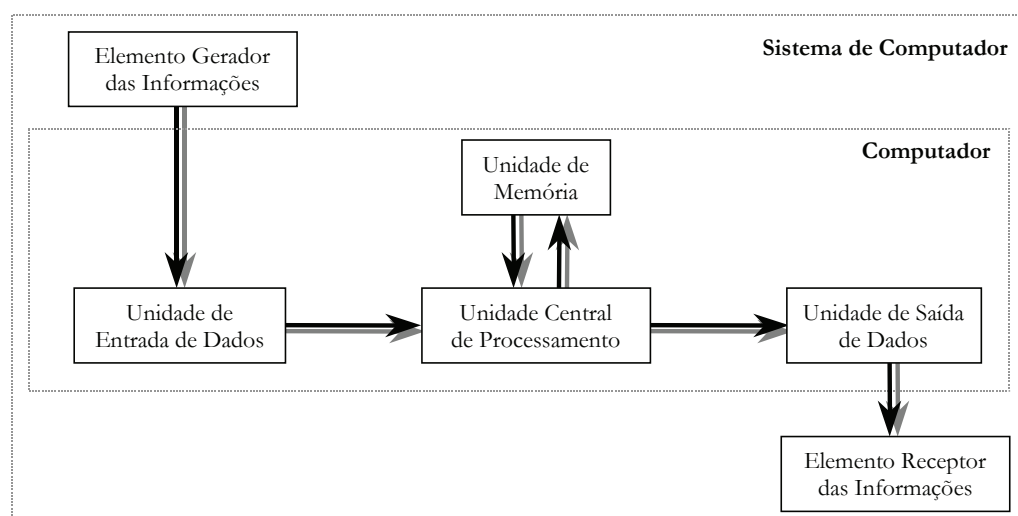 Elemento Gerador
das Informações
Sistema de Computador
Computador
Unidade de
Memória
Unidade de
Entrada de Dados
Unidade Central
de Processamento
Unidade de Saída
de Dados
Elemento Receptor
das Informações